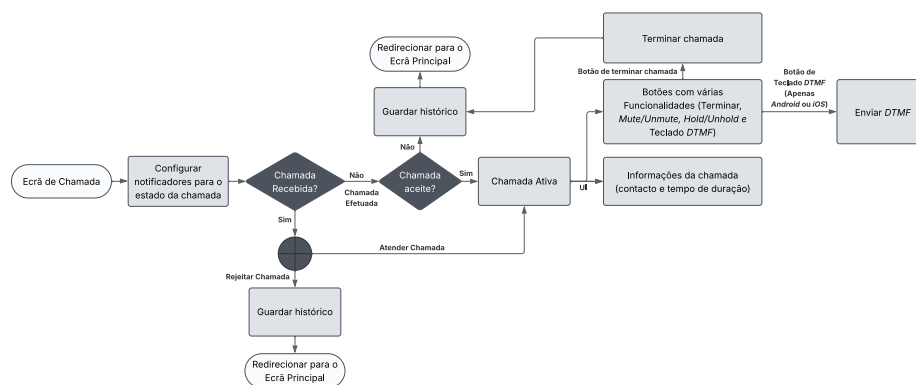 Terminar chamada
Redirecionar para o
Ecrã Principal
Botão de terminar chamada
Botão de
Teclado DTMF
(Apenas
Android ou iOS)
Guardar histórico
Botões com várias
Funcionalidades (Terminar,
Mute/Unmute, Hold/Unhold e
Teclado DTMF)
Enviar DTMF
Não
Ecrã de Chamada
Configurar
notificadores para o
estado da chamada
Chamada
Recebida?
Não
Chamada
Efetuada
Chamada
aceite?
Sim
Chamada Ativa
UI
Informações da chamada
(contacto e tempo de duração)
Sim
Atender Chamada
Rejeitar Chamada
Guardar histórico
Redirecionar para o
Ecrã Principal